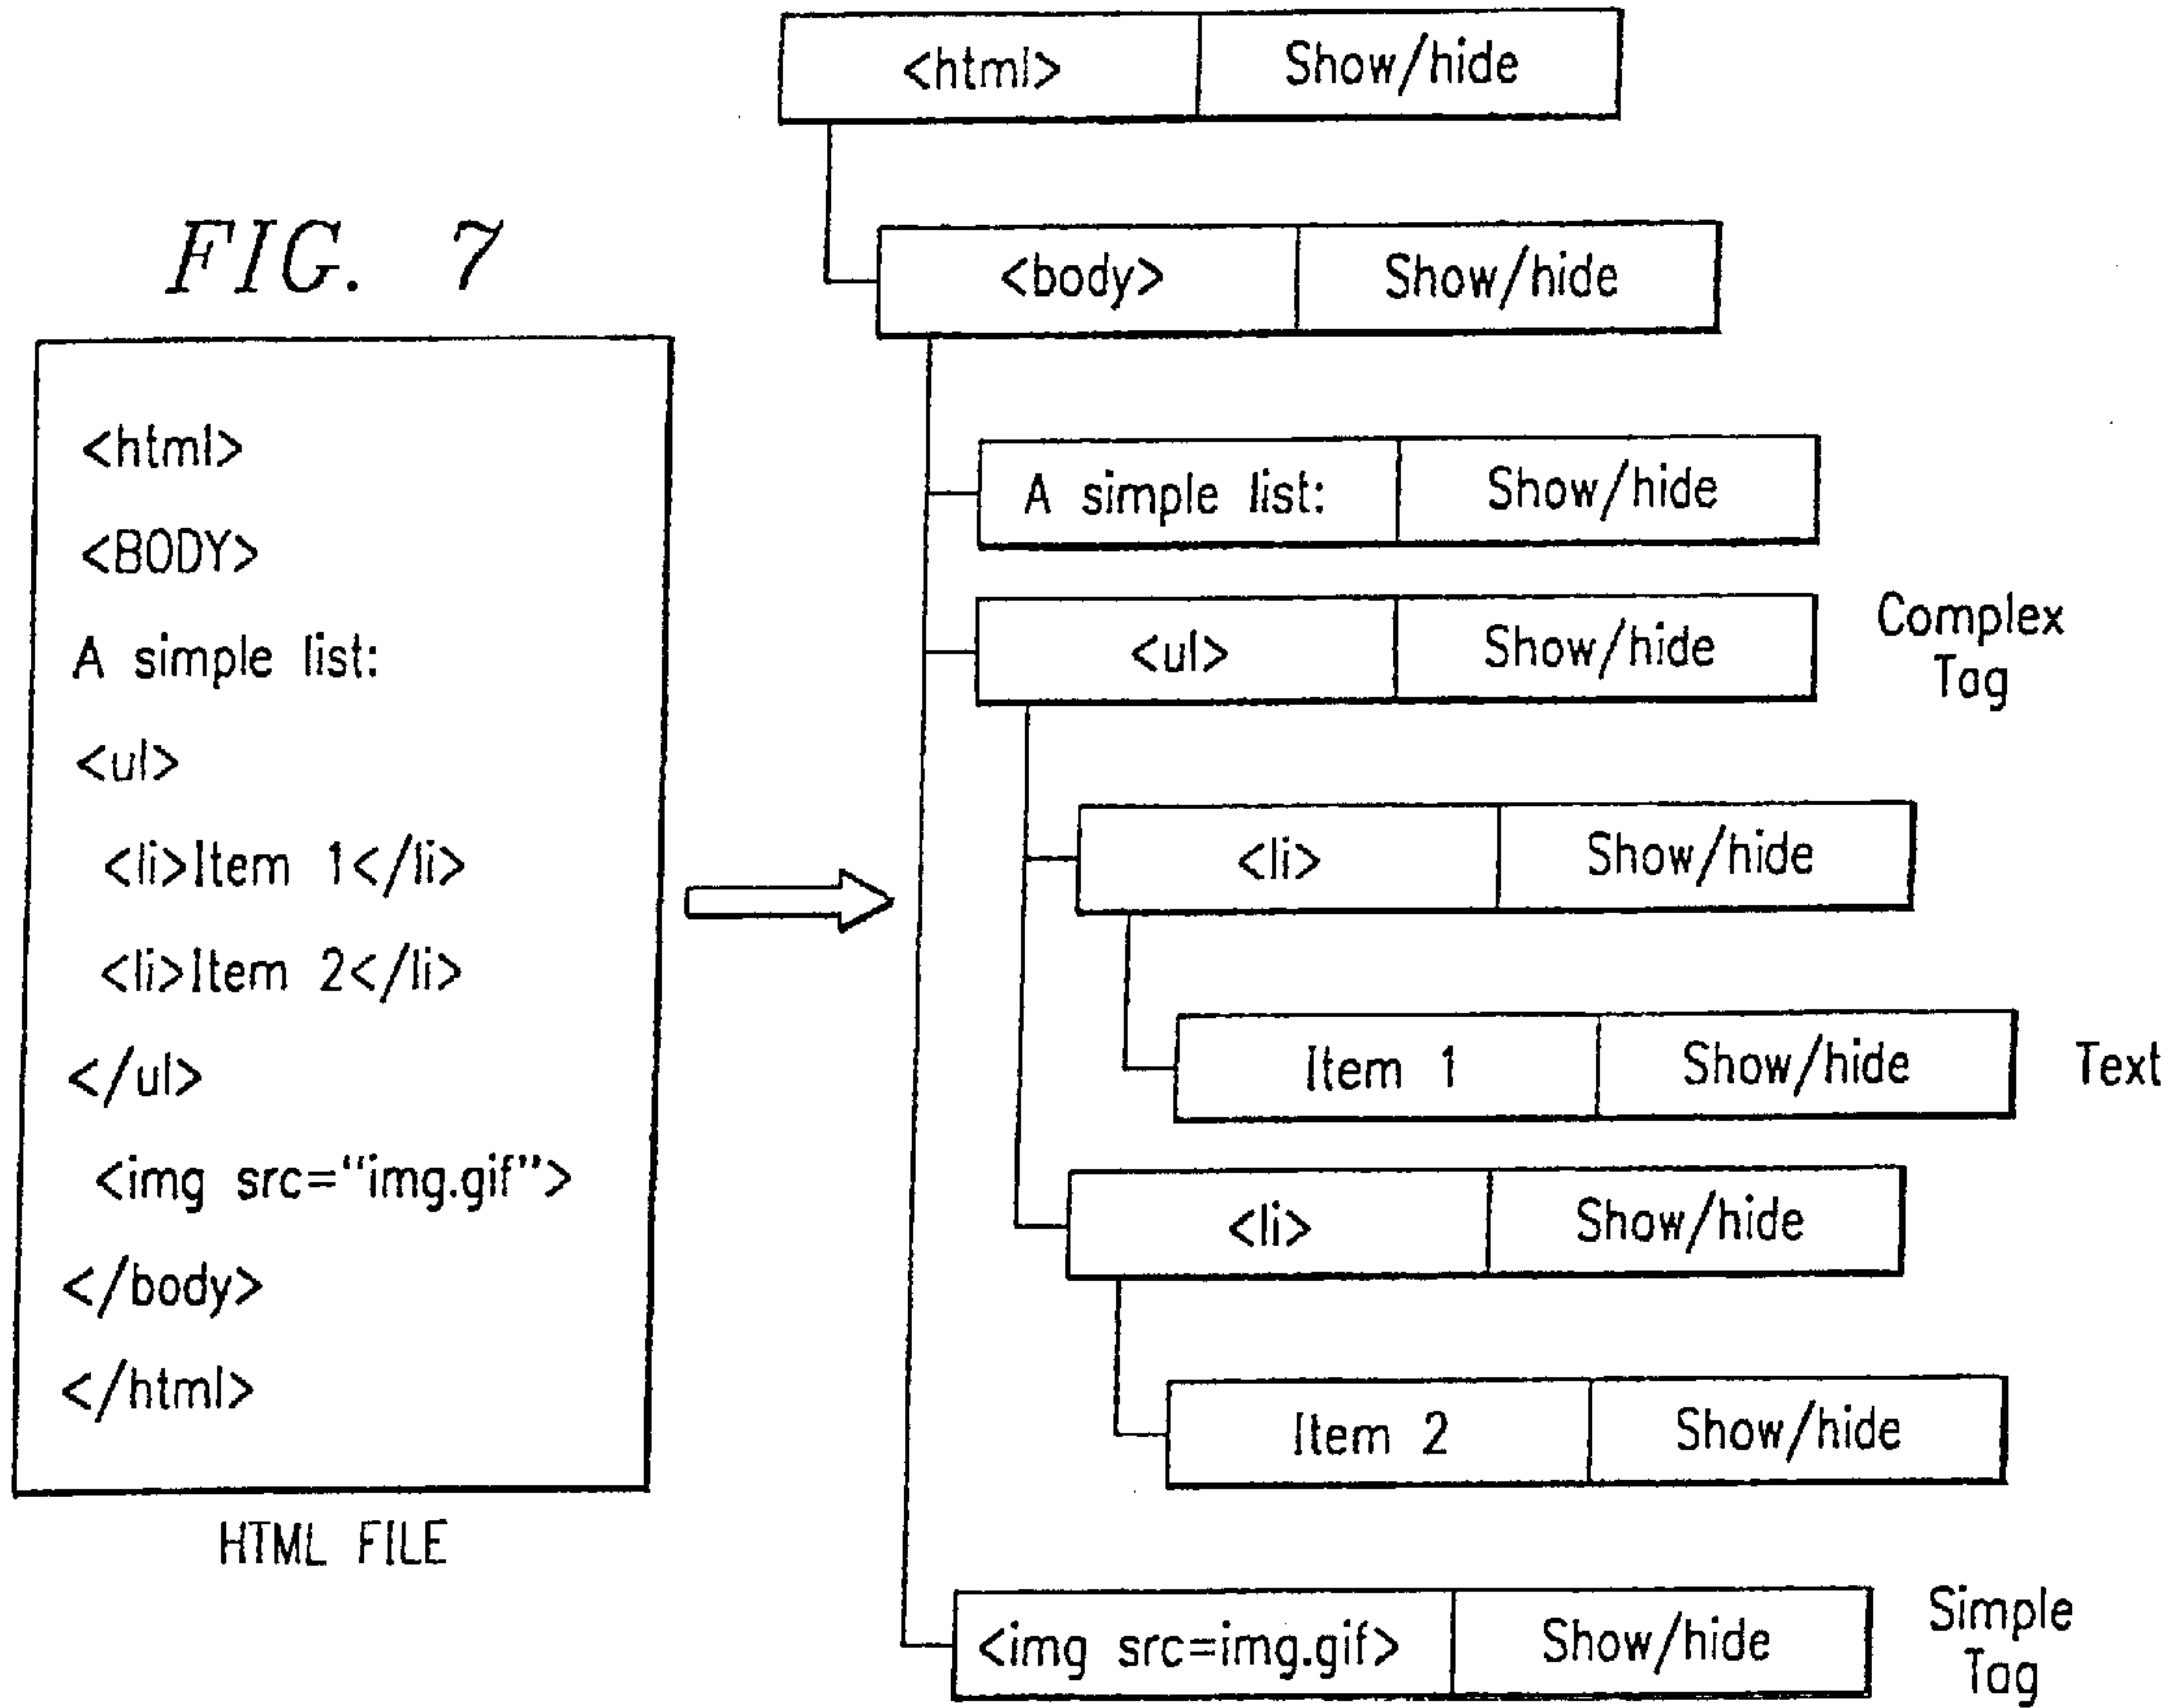 FIG. 7
<html>
<BODY>
A simple list:
<ul>
<li>Item 1</li>
<li>Item 2</li>
</ul>
<img src="img.gif">
</body>
</html>
HTML FILE
<html> Show/hide
<body> Show/hide
A simple list: Show/hide
<ul> Show/hide
Complex
Tag
<li> Show/hide
Item 1 Show/hide
Text
<li> Show/hide
Item 2 Show/hide
<img src=img.gif> Show/hide
Simple
Tag